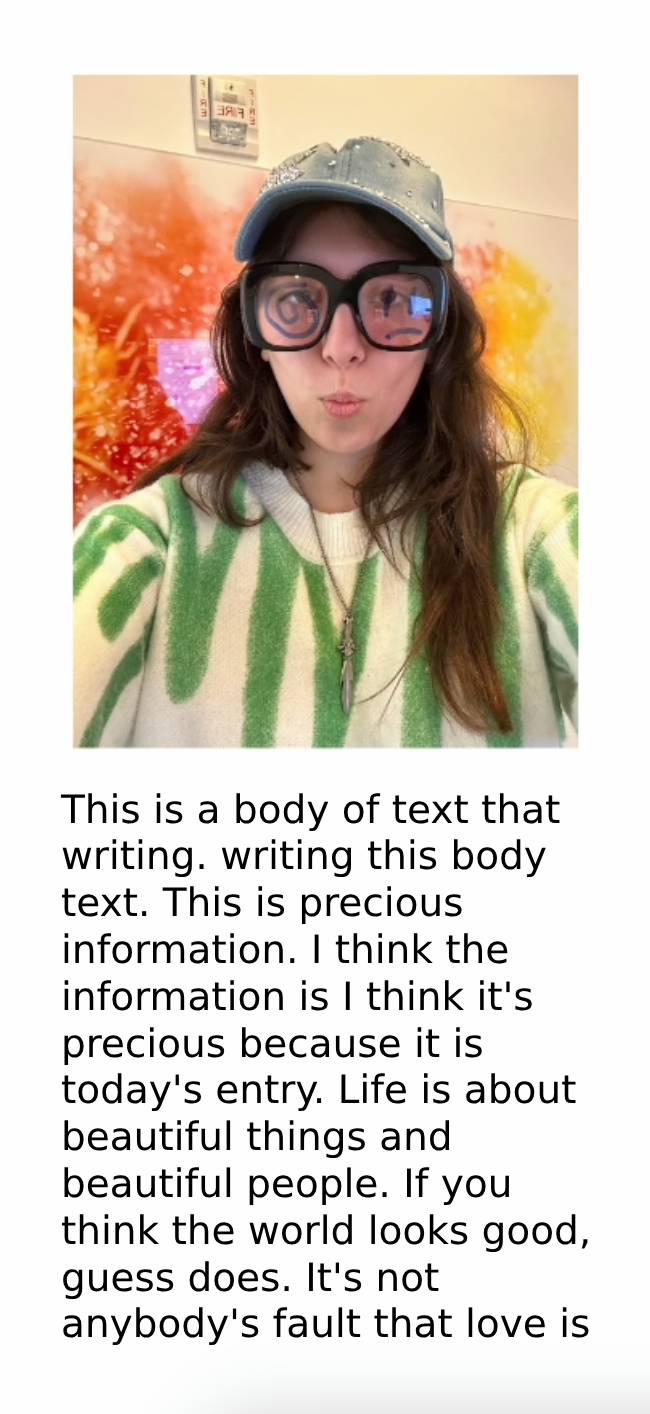 FIRE
FIRE
FIRE
This is a body of text that
writing. writing this body
text. This is precious
information. I think the
information is I think it's
precious because it is
today's entry. Life is about
beautiful things and
beautiful people. If you
think the world looks good,
guess does. It's not
anybody's fault that love is